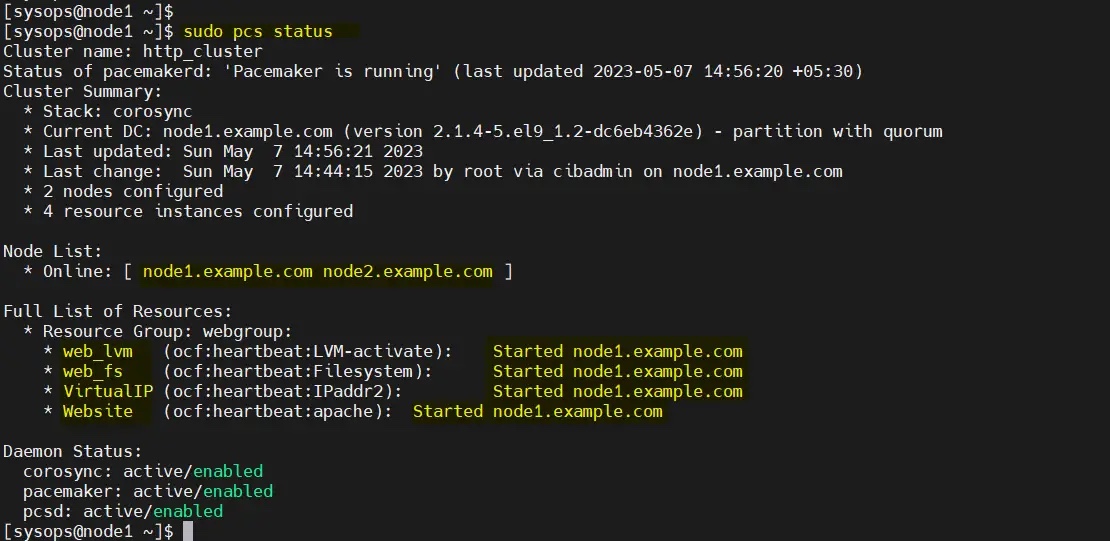 [sysops@node1 ~]$
[sysops@node1 ~]$ sudo pcs status
Cluster name: http_cluster
Status of pacemakerd: 'Pacemaker is running' (last updated 2023-05-07 14:56:20 +05:30)
Cluster Summary:
  * Stack: corosync
  * Current DC: node1.example.com (version 2.1.4-5.el9_1.2-dc6eb4362e) - partition with quorum
  * Last updated: Sun May  7 14:56:21 2023
  * Last change:  Sun May  7 14:44:15 2023 by root via cibadmin on node1.example.com
  * 2 nodes configured
  * 4 resource instances configured

Node List:
  * Online: [ node1.example.com node2.example.com ]

Full List of Resources:
  * Resource Group: webgroup:
    * web_lvm   (ocf:heartbeat:LVM-activate):    Started node1.example.com
    * web_fs    (ocf:heartbeat:Filesystem):      Started node1.example.com
    * VirtualIP (ocf:heartbeat:IPaddr2):         Started node1.example.com
    * Website   (ocf:heartbeat:apache):  Started node1.example.com

Daemon Status:
  corosync: active/enabled
  pacemaker: active/enabled
  pcsd: active/enabled
[sysops@node1 ~]$